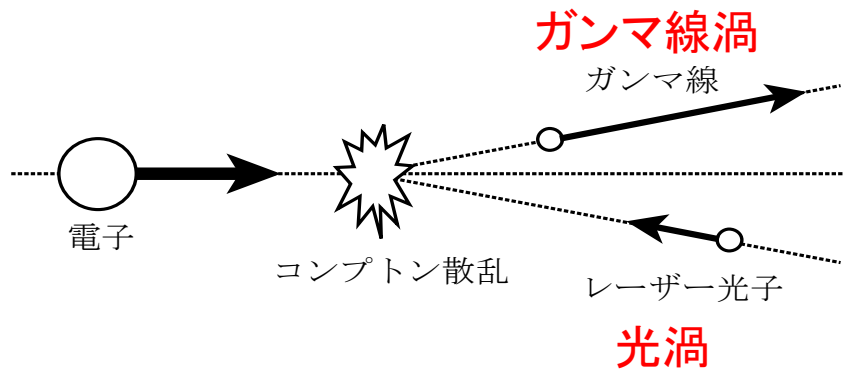 ガンマ線渦
ガンマ線
電子
コンプトン散乱
レーザー光子
光渦